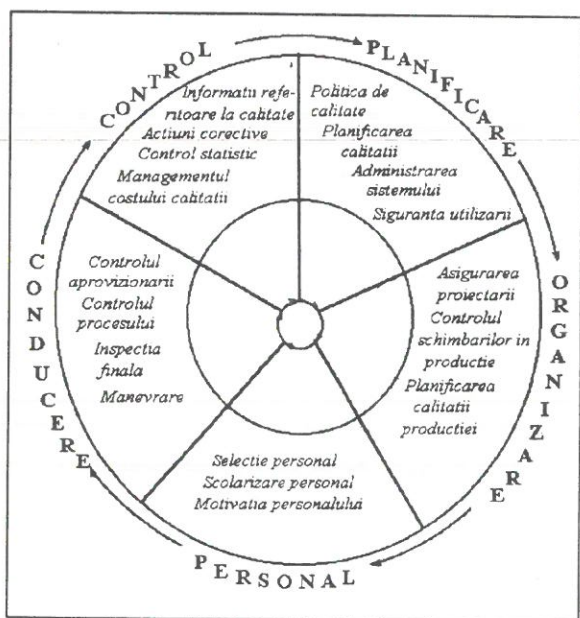 CONTROL
PLANIFICARE
ORGANIZARE
PERSONAL
CONDUCERE
Informatu refe-
ritoare la calitate
Actiuni corective
Control statistic
Managementul
costului calitatii
Politica de
calitate
Planificarea
calitatii
Administrarea
sistemului
Siguranta utilizarii
Asigurarea
proiectarii
Controlul
schimbarilor in
productie
Planificarea
calitatii
productiei
Selectie personal
Scolarizare personal
Motivatia personalului
Controlul
aprovizionarii
Controlul
procesului
Inspectia
finala
Manevrare